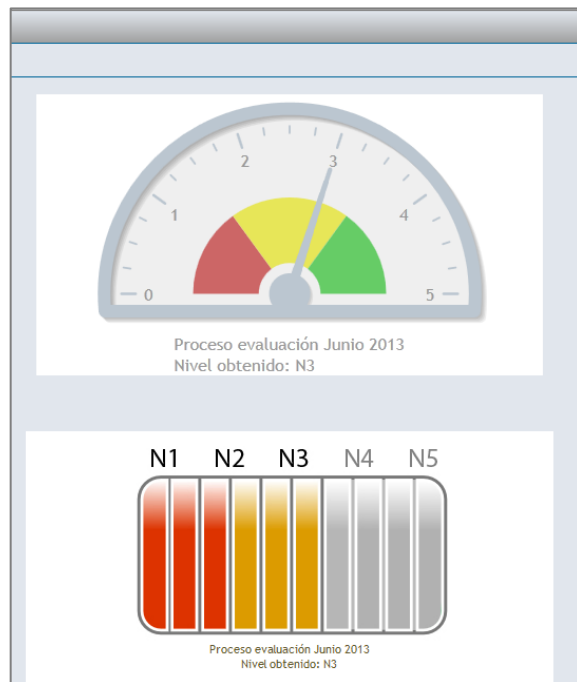 0
1
2
3
4
5
Proceso evaluación Junio 2013
Nivel obtenido: N3
N1 N2 N3 N4 N5
Proceso evaluación Junio 2013
Nivel obtenido: N3